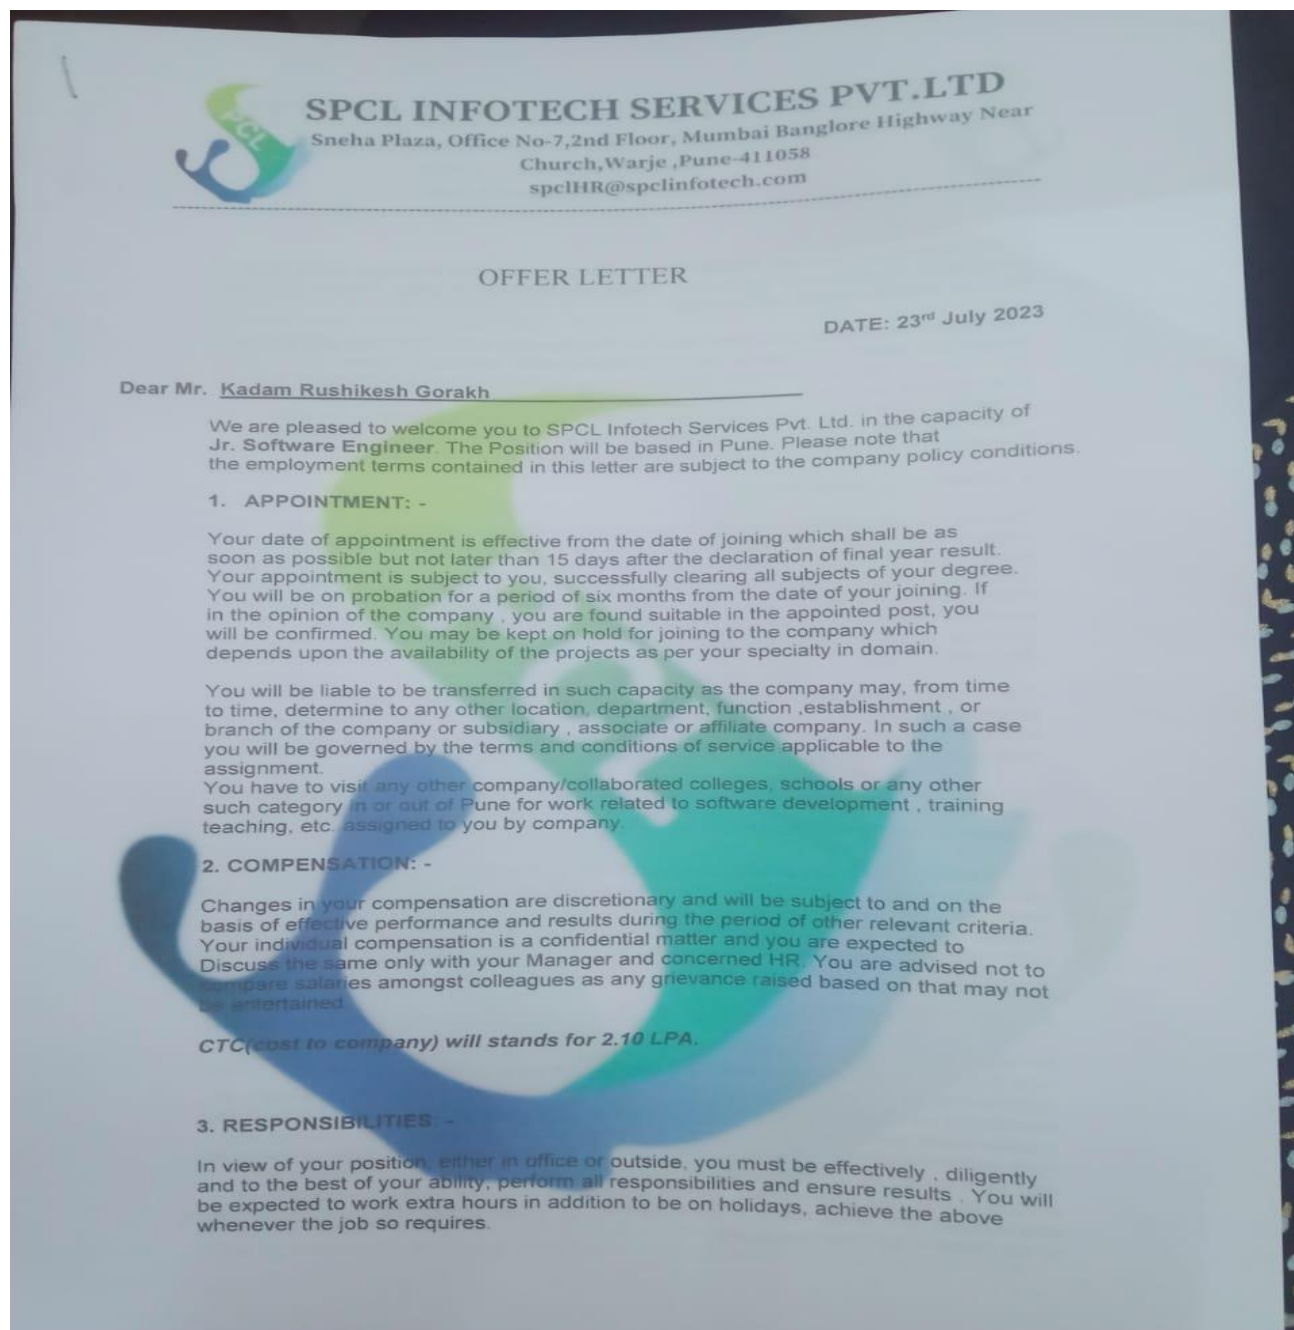 SPCL
SPCL INFOTECH SERVICES PVT.LTD
Sneha Plaza, Office No-7,2nd Floor, Mumbai Banglore Highway Near
Church,Warje ,Pune-411058
spclHR@spclinfotech.com
OFFER LETTER
DATE: 23rd July 2023
Dear Mr. Kadam Rushikesh Gorakh
We are pleased to welcome you to SPCL Infotech Services Pvt. Ltd. in the capacity of
Jr. Software Engineer. The Position will be based in Pune. Please note that
the employment terms contained in this letter are subject to the company policy conditions.
1. APPOINTMENT: -
Your date of appointment is effective from the date of joining which shall be as
soon as possible but not later than 15 days after the declaration of final year result.
Your appointment is subject to you, successfully clearing all subjects of your degree.
You will be on probation for a period of six months from the date of your joining. If
in the opinion of the company , you are found suitable in the appointed post, you
will be confirmed. You may be kept on hold for joining to the company which
depends upon the availability of the projects as per your specialty in domain.
You will be liable to be transferred in such capacity as the company may, from time
to time, determine to any other location, department, function ,establishment , or
branch of the company or subsidiary , associate or affiliate company. In such a case
you will be governed by the terms and conditions of service applicable to the
assignment.
You have to visit any other company/collaborated colleges, schools or any other
such category in or out of Pune for work related to software development , training
teaching, etc. assigned to you by company.
2. COMPENSATION: -
Changes in your compensation are discretionary and will be subject to and on the
basis of effective performance and results during the period of other relevant criteria.
Your individual compensation is a confidential matter and you are expected to
Discuss the same only with your Manager and concerned HR. You are advised not to
compare salaries amongst colleagues as any grievance raised based on that may not
be entertained
CTC(cost to company) will stands for 2.10 LPA.
3. RESPONSIBILITIES: -
In view of your position, either in office or outside, you must be effectively , diligently
and to the best of your ability, perform all responsibilities and ensure results . You will
be expected to work extra hours in addition to be on holidays, achieve the above
whenever the job so requires.